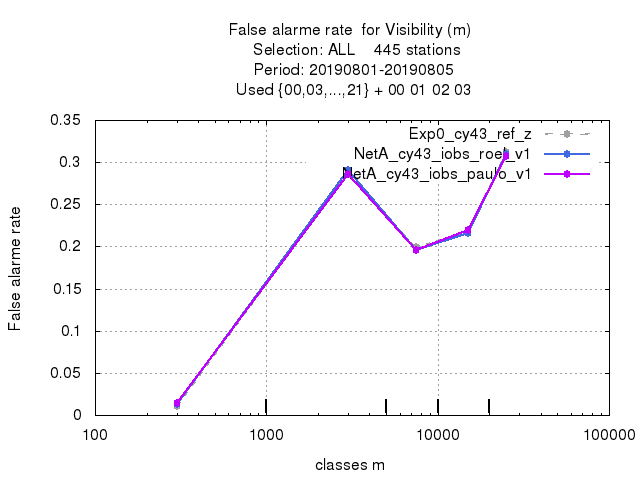 False alarme rate  for Visibility (m)
Selection: ALL    445 stations
Period: 20190801-20190805
Used {00,03,...,21} + 00 01 02 03
0.35
0.3
0.25
0.2
0.15
0.1
0.05
0
False alarme rate
Exp0_cy43_ref_z
NetA_cy43_iobs_roel_v1
NetA_cy43_iobs_paulo_v1
100
1000
10000
100000
classes m